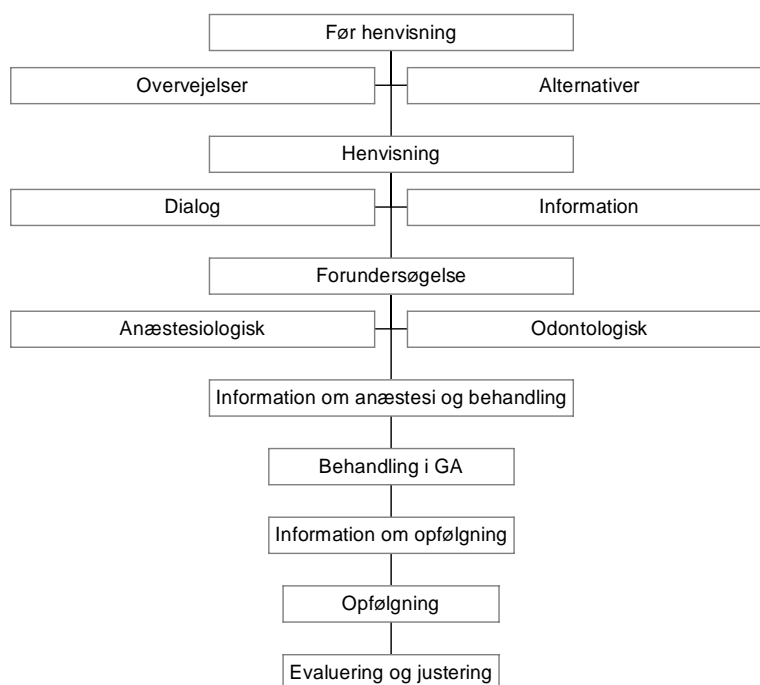 Før henvisning
Overvejelser
Alternativer
Henvisning
Dialog
Information
Forundersøgelse
Anæstesiologisk
Odontologisk
Information om anæstesi og behandling
Behandling i GA
Information om opfølgning
Opfølgning
Evaluering og justering